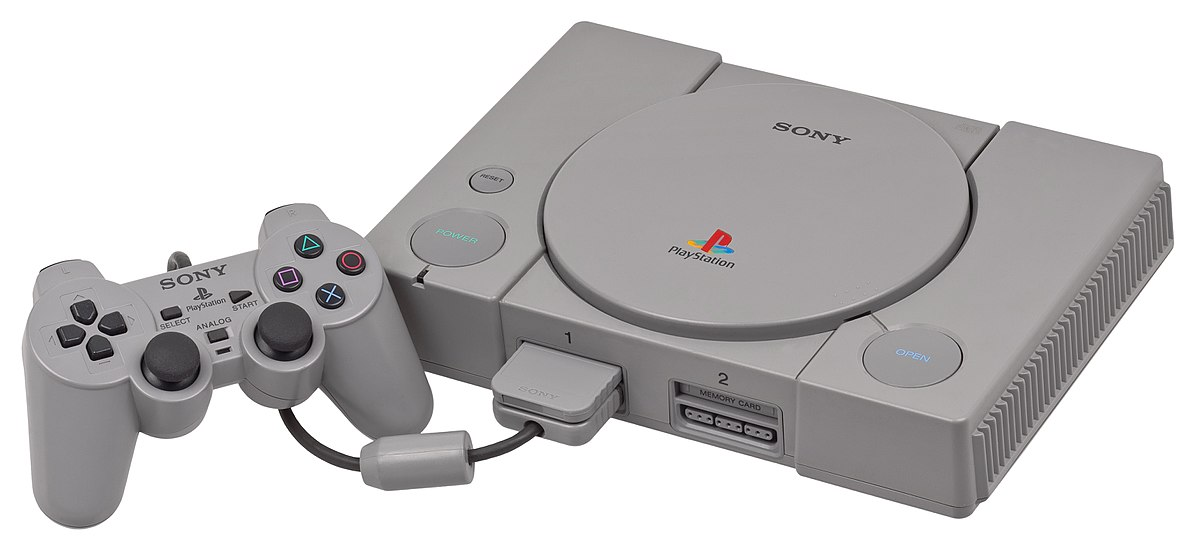 SONY
PlayStation
RESET
POWER
OPEN
1
SONY
2
MEMORY CARD
R
L
SONY
PlayStation
SELECT
START
ANALOG